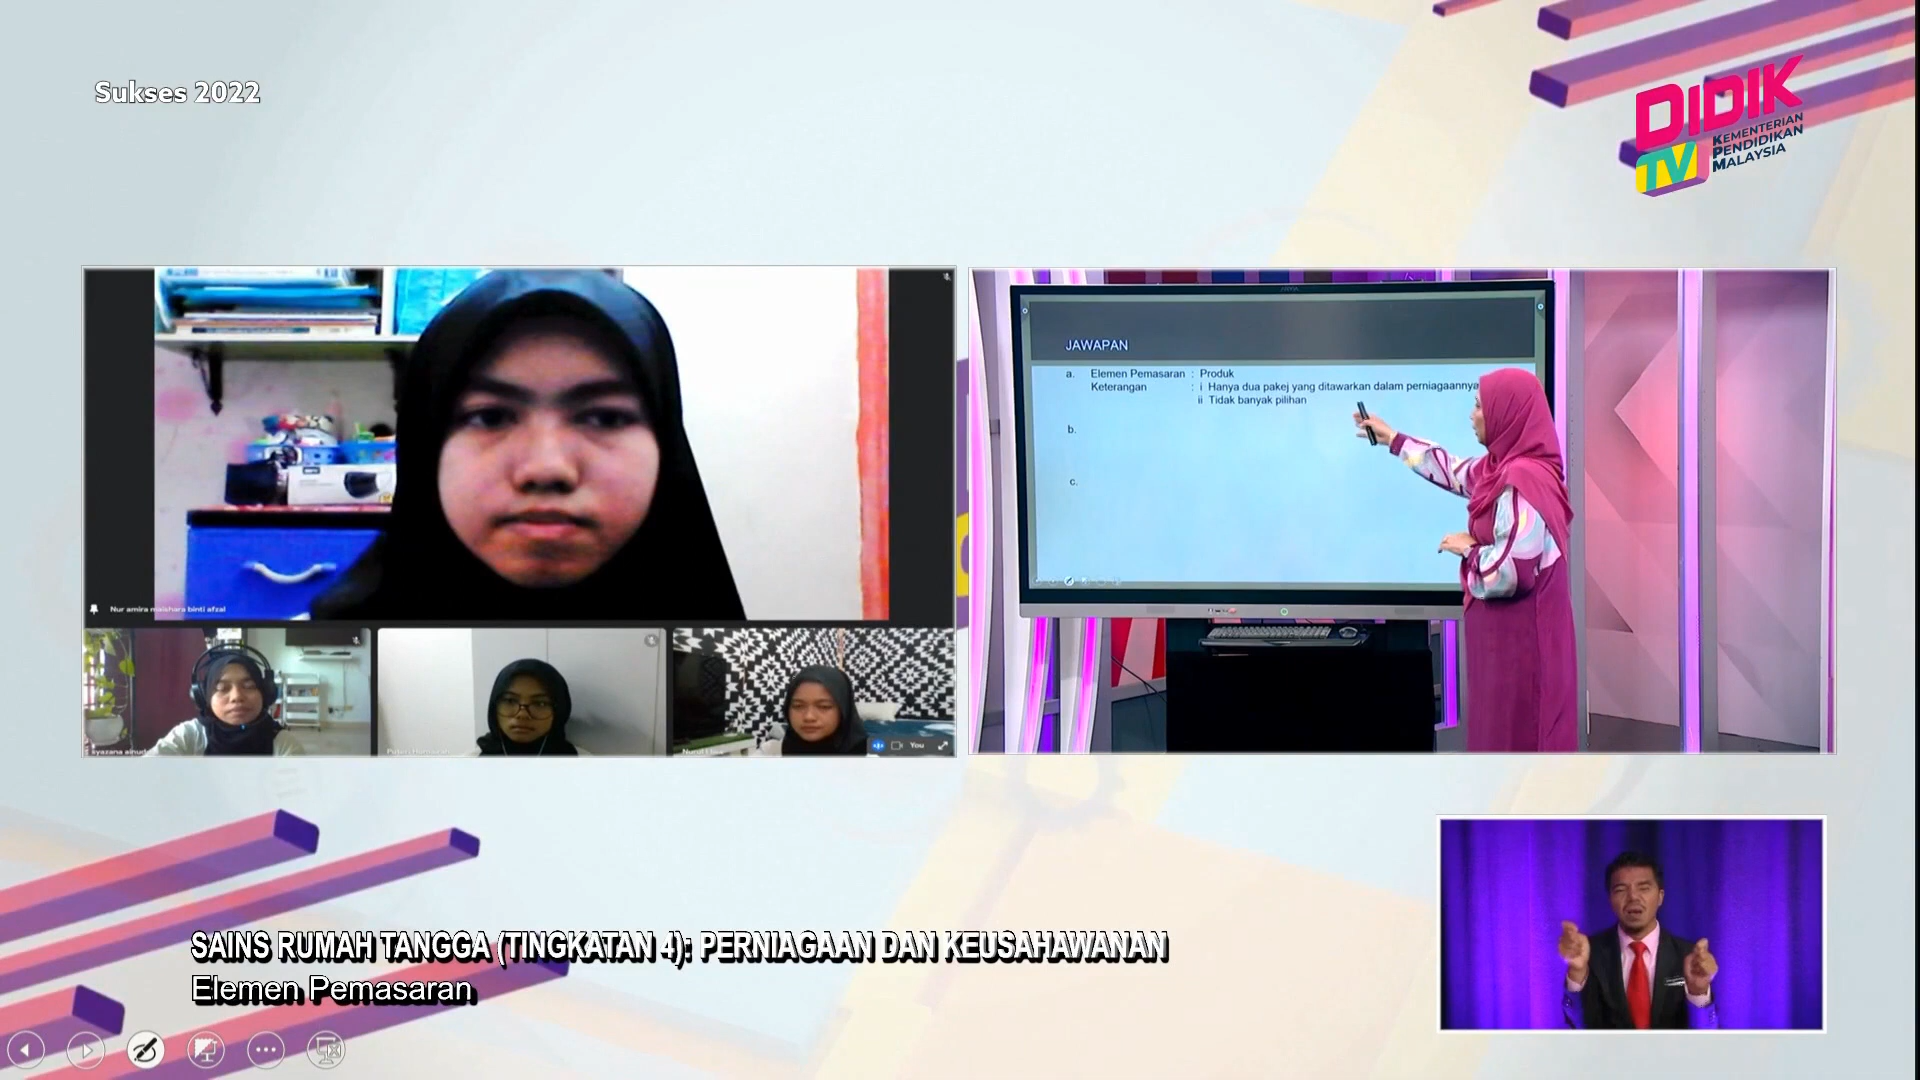 Sukses 2022
DIDIK
TV
KEMENTERIAN
PENDIDIKAN
MALAYSIA
JAWAPAN
a. Elemen Pemasaran : Produk
Keterangan : i Hanya dua pakej yang ditawarkan dalam perniagaannya
ii Tidak banyak pilihan
b.
c.
Nur amira maishara binti afzal
You
SAINS RUMAH TANGGA (TINGKATAN 4): PERNIAGAAN DAN KEUSAHAWANAN
Elemen Pemasaran